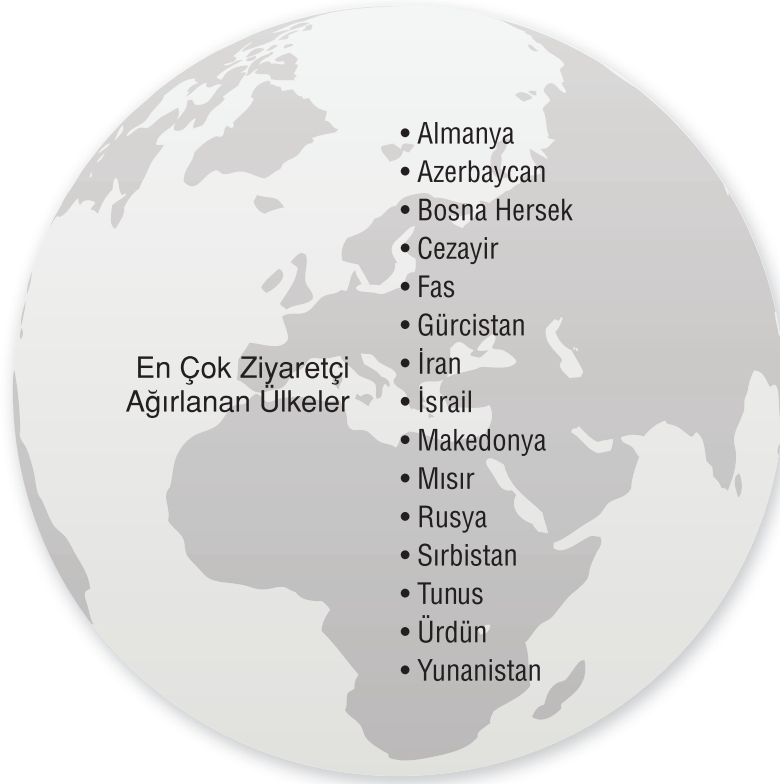 En Çok Ziyaretçi
Ağırlanan Ülkeler
• Almanya
• Azerbaycan
• Bosna Hersek
• Cezayir
• Fas
• Gürcistan
• İran
• İsrail
• Makedonya
• Mısır
• Rusya
• Sırbistan
• Tunus
• Ürdün
• Yunanistan